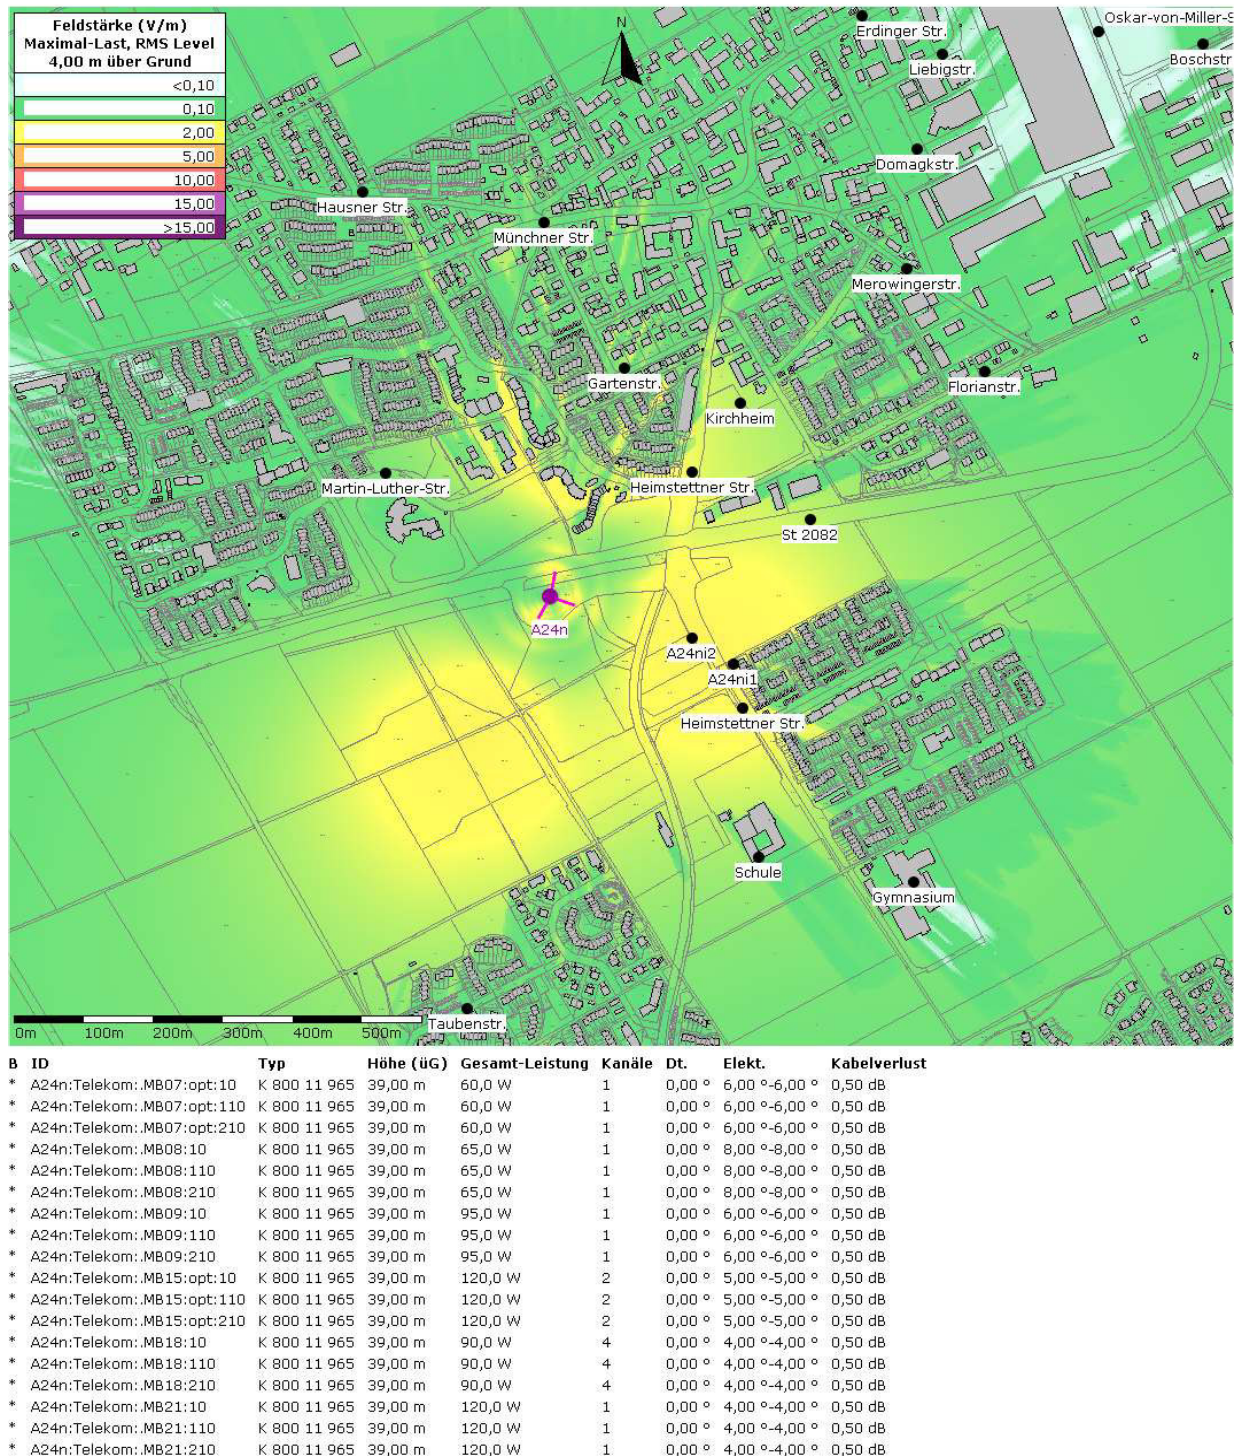 Feldstärke (V/m)
Maximal-Last, RMS Level
4,00 m über Grund
<0,10
0,10
2,00
5,00
10,00
15,00
>15,00
N
Erdinger Str.
Oskar-von-Miller-S
Liebigstr.
Boschstr
Domagkstr.
Hausner Str.
Münchner Str.
Merowingerstr.
Gartenstr.
Florianstr.
Kirchheim
Martin-Luther-Str.
Heimstettner Str.
St 2082
A24n
A24ni2
A24ni1
Heimstettner Str.
Schule
Gymnasium
Taubenstr.
0m 100m 200m 300m 400m 500m
B ID Typ Höhe (üG) Gesamt-Leistung Kanäle Dt. Elekt. Kabelverlust
* A24n:Telekom:.MB07:opt:10 K 800 11 965 39,00 m 60,0 W 1 0,00 ° 6,00 °-6,00 ° 0,50 dB
* A24n:Telekom:.MB07:opt:110 K 800 11 965 39,00 m 60,0 W 1 0,00 ° 6,00 °-6,00 ° 0,50 dB
* A24n:Telekom:.MB07:opt:210 K 800 11 965 39,00 m 60,0 W 1 0,00 ° 6,00 °-6,00 ° 0,50 dB
* A24n:Telekom:.MB08:10 K 800 11 965 39,00 m 65,0 W 1 0,00 ° 8,00 °-8,00 ° 0,50 dB
* A24n:Telekom:.MB08:110 K 800 11 965 39,00 m 65,0 W 1 0,00 ° 8,00 °-8,00 ° 0,50 dB
* A24n:Telekom:.MB08:210 K 800 11 965 39,00 m 65,0 W 1 0,00 ° 8,00 °-8,00 ° 0,50 dB
* A24n:Telekom:.MB09:10 K 800 11 965 39,00 m 95,0 W 1 0,00 ° 6,00 °-6,00 ° 0,50 dB
* A24n:Telekom:.MB09:110 K 800 11 965 39,00 m 95,0 W 1 0,00 ° 6,00 °-6,00 ° 0,50 dB
* A24n:Telekom:.MB09:210 K 800 11 965 39,00 m 95,0 W 1 0,00 ° 6,00 °-6,00 ° 0,50 dB
* A24n:Telekom:.MB15:opt:10 K 800 11 965 39,00 m 120,0 W 2 0,00 ° 5,00 °-5,00 ° 0,50 dB
* A24n:Telekom:.MB15:opt:110 K 800 11 965 39,00 m 120,0 W 2 0,00 ° 5,00 °-5,00 ° 0,50 dB
* A24n:Telekom:.MB15:opt:210 K 800 11 965 39,00 m 120,0 W 2 0,00 ° 5,00 °-5,00 ° 0,50 dB
* A24n:Telekom:.MB18:10 K 800 11 965 39,00 m 90,0 W 4 0,00 ° 4,00 °-4,00 ° 0,50 dB
* A24n:Telekom:.MB18:110 K 800 11 965 39,00 m 90,0 W 4 0,00 ° 4,00 °-4,00 ° 0,50 dB
* A24n:Telekom:.MB18:210 K 800 11 965 39,00 m 90,0 W 4 0,00 ° 4,00 °-4,00 ° 0,50 dB
* A24n:Telekom:.MB21:10 K 800 11 965 39,00 m 120,0 W 1 0,00 ° 4,00 °-4,00 ° 0,50 dB
* A24n:Telekom:.MB21:110 K 800 11 965 39,00 m 120,0 W 1 0,00 ° 4,00 °-4,00 ° 0,50 dB
* A24n:Telekom:.MB21:210 K 800 11 965 39,00 m 120,0 W 1 0,00 ° 4,00 °-4,00 ° 0,50 dB